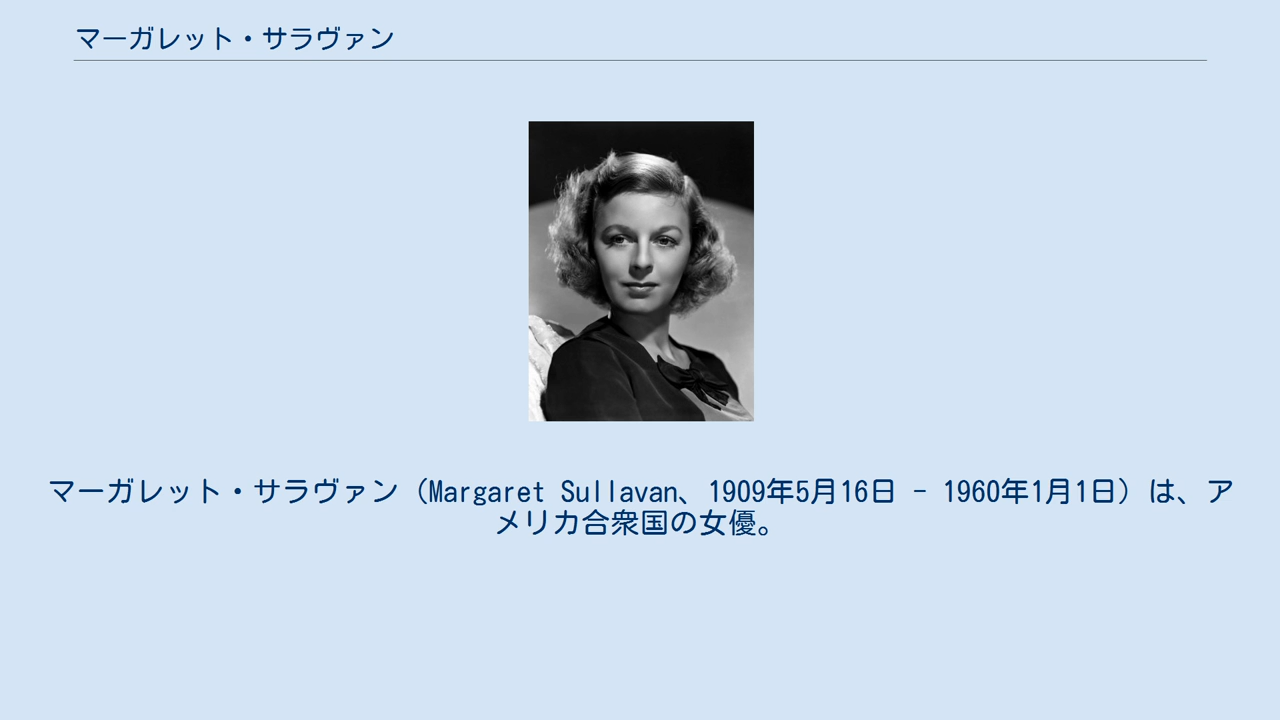 マーガレット・サラヴァン
マーガレット・サラヴァン（Margaret Sullavan、1909年5月16日 - 1960年1月1日）は、ア
メリカ合衆国の女優。